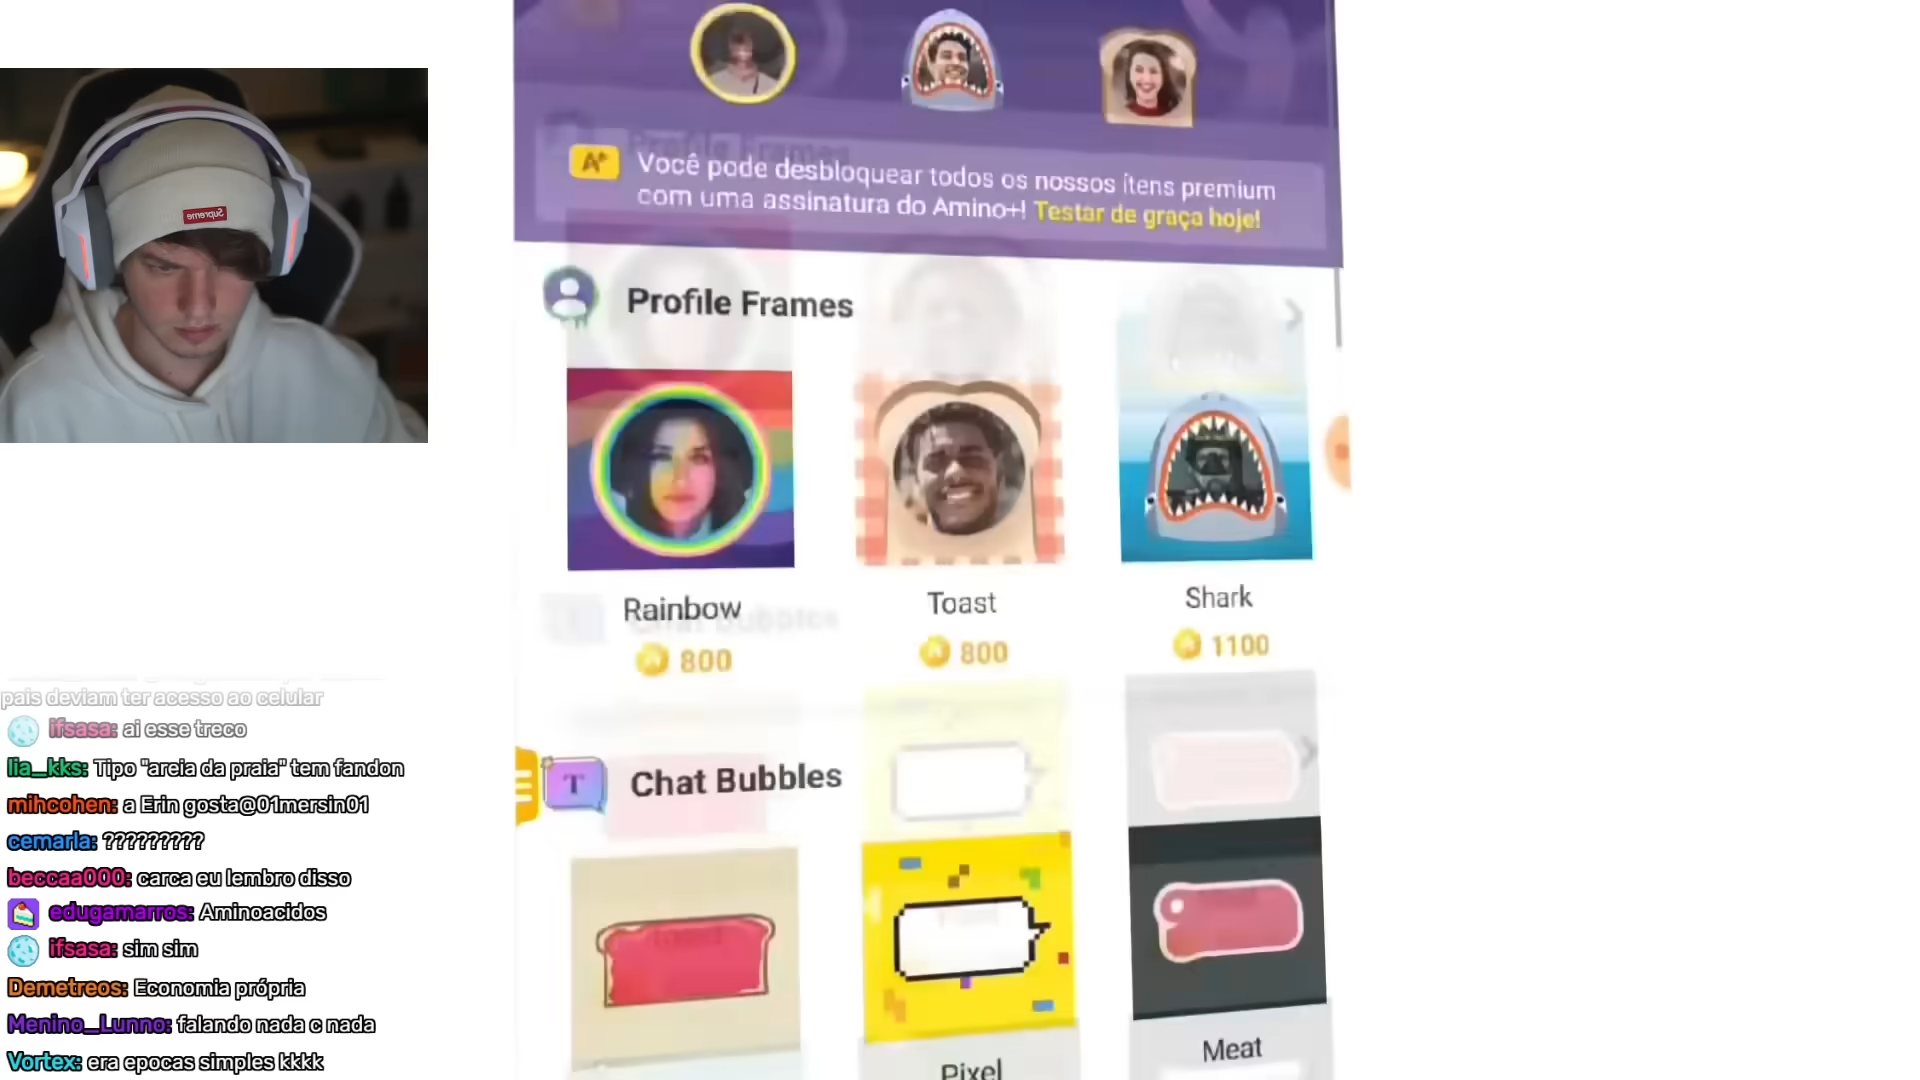 Supreme
Você pode desbloquear todos os nossos ítens premium
com uma assinatura do Amino+! Testar de graça hoje!
Profile Frames
Rainbow
Toast
Shark
800
800
1100
Chat Bubbles
Pixel
Meat
pais deviam ter acesso ao celular
ifsasa: ai esse treco
lia_kks: Tipo "areia da praia" tem fandon
mihcohen: a Erin gosta@01mersin01
cemarla: ?????????
beccaa000: carca eu lembro disso
edugamarros: Aminoacidos
ifsasa: sim sim
Demetreos: Economia própria
Menino_Lunno: falando nada c nada
Vortex: era epocas simples kkkk